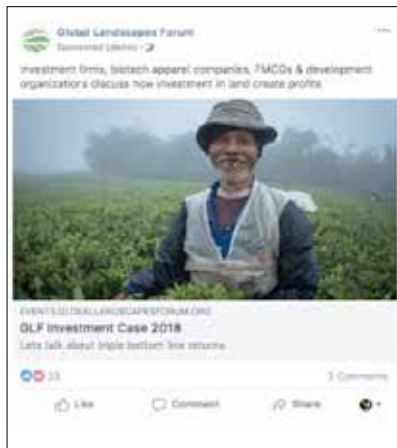 Global Landscapes Forum
Sponsored
Investment firms, biotech apparel companies, FMCGs & development
organizations discuss how investment in land create profits
EVENTS.GLOBALLANDSCAPESFORUM.ORG
GLF Investment Case 2018
Lets talk about triple bottom line returns
23
3 Comments
Like
Comment
Share